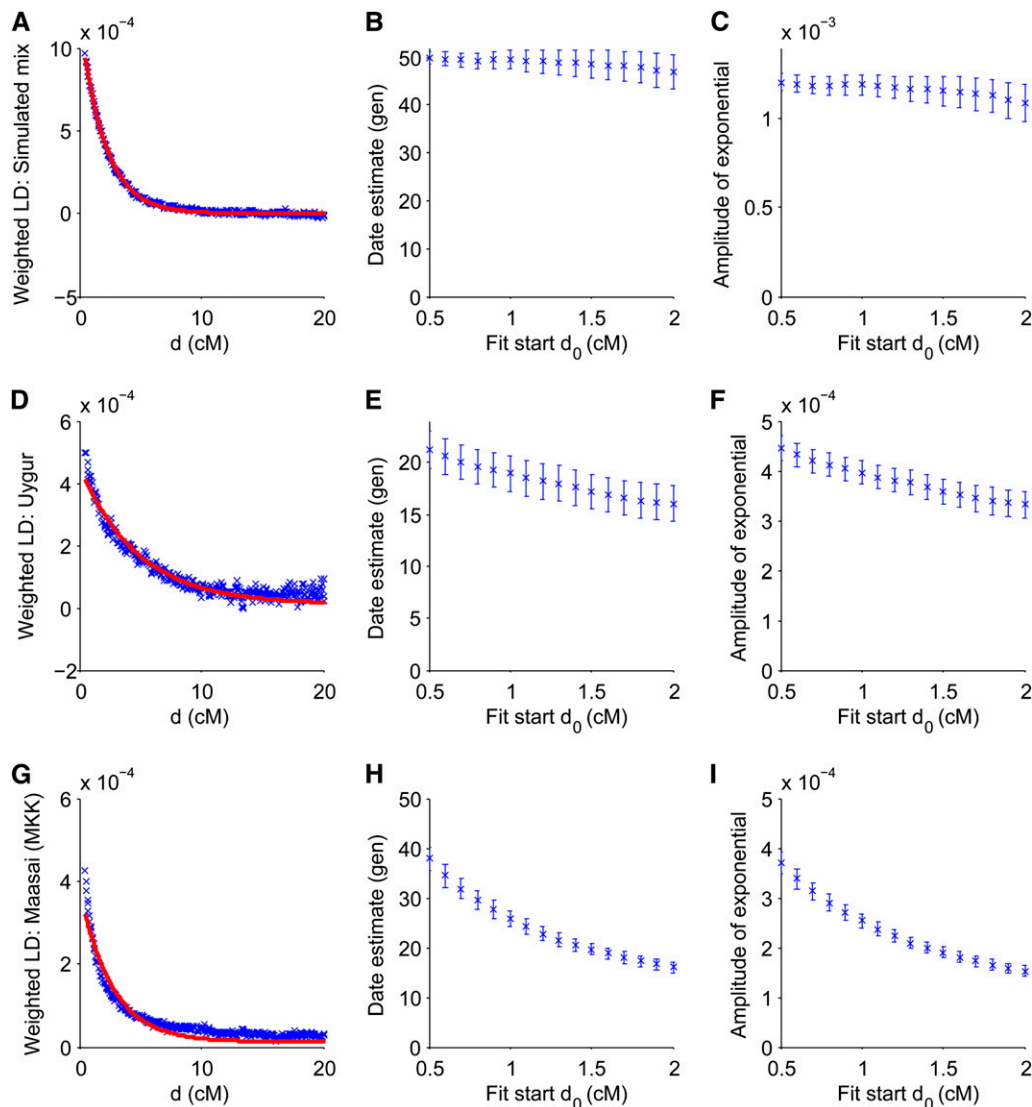 A
x 10⁻⁴
Weighted LD: Simulated mix
10
5
0
−5
0
10
20
d (cM)
B
Date estimate (gen)
50
40
30
20
10
0
0.5
1
1.5
2
Fit start d₀ (cM)
C
x 10⁻³
Amplitude of exponential
1
0.5
0
0.5
1
1.5
2
Fit start d₀ (cM)
D
x 10⁻⁴
Weighted LD: Uygur
6
4
2
0
−2
0
10
20
d (cM)
E
Date estimate (gen)
20
15
10
5
0
0.5
1
1.5
2
Fit start d₀ (cM)
F
x 10⁻⁴
Amplitude of exponential
5
4
3
2
1
0
0.5
1
1.5
2
Fit start d₀ (cM)
G
x 10⁻⁴
Weighted LD: Maasai (MKK)
6
4
2
0
0
10
20
d (cM)
H
Date estimate (gen)
50
40
30
20
10
0
0.5
1
1.5
2
Fit start d₀ (cM)
I
x 10⁻⁴
Amplitude of exponential
5
4
3
2
1
0
0.5
1
1.5
2
Fit start d₀ (cM)